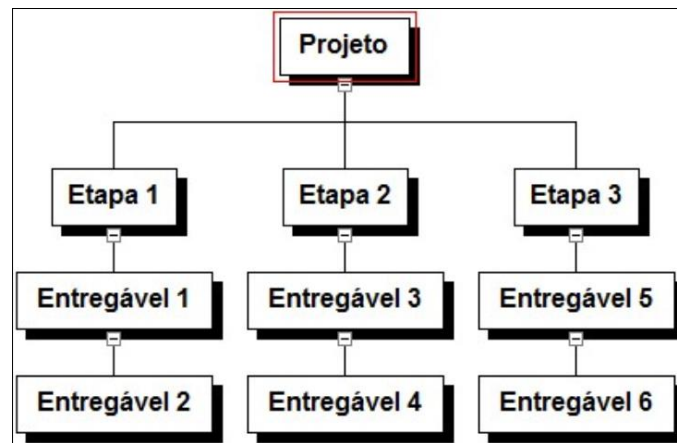 Projeto
Etapa 1
Etapa 2
Etapa 3
Entregável 1
Entregável 3
Entregável 5
Entregável 2
Entregável 4
Entregável 6